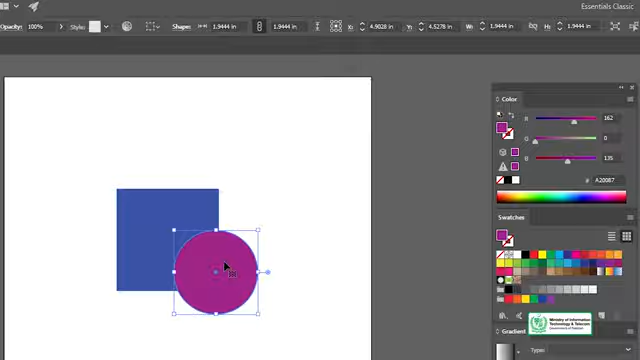 Essentials Classic
Opacity: 100% Style: Shape: 1.9444 in 1.9444 in X: 4.9028 in Y: 4.5278 in W: 1.9444 in H: 1.9444 in
Color
R 162
G 0
B 135
# A20087
Swatches
Ministry of Information
Technology & Telecom
Government of Pakistan
Gradient
Type: